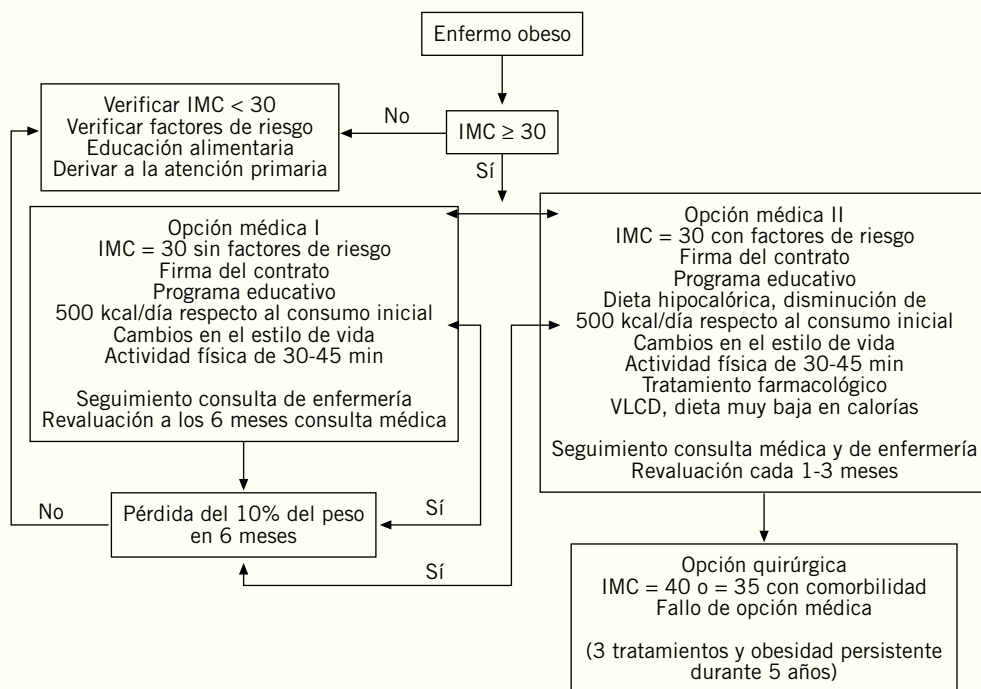 Enfermo obeso
Verificar IMC < 30
Verificar factores de riesgo
Educación alimentaria
Derivar a la atención primaria
No
IMC ≥ 30
Sí
Opción médica I
IMC = 30 sin factores de riesgo
Firma del contrato
Programa educativo
500 kcal/día respecto al consumo inicial
Cambios en el estilo de vida
Actividad física de 30-45 min
Seguimiento consulta de enfermería
Revaluación a los 6 meses consulta médica
Opción médica II
IMC = 30 con factores de riesgo
Firma del contrato
Programa educativo
Dieta hipocalórica, disminución de
500 kcal/día respecto al consumo inicial
Cambios en el estilo de vida
Actividad física de 30-45 min
Tratamiento farmacológico
VLCD, dieta muy baja en calorías
Seguimiento consulta médica y de enfermería
Revaluación cada 1-3 meses
No
Pérdida del 10% del peso
en 6 meses
Sí
Sí
Opción quirúrgica
IMC = 40 o = 35 con comorbilidad
Fallo de opción médica
(3 tratamientos y obesidad persistente
durante 5 años)